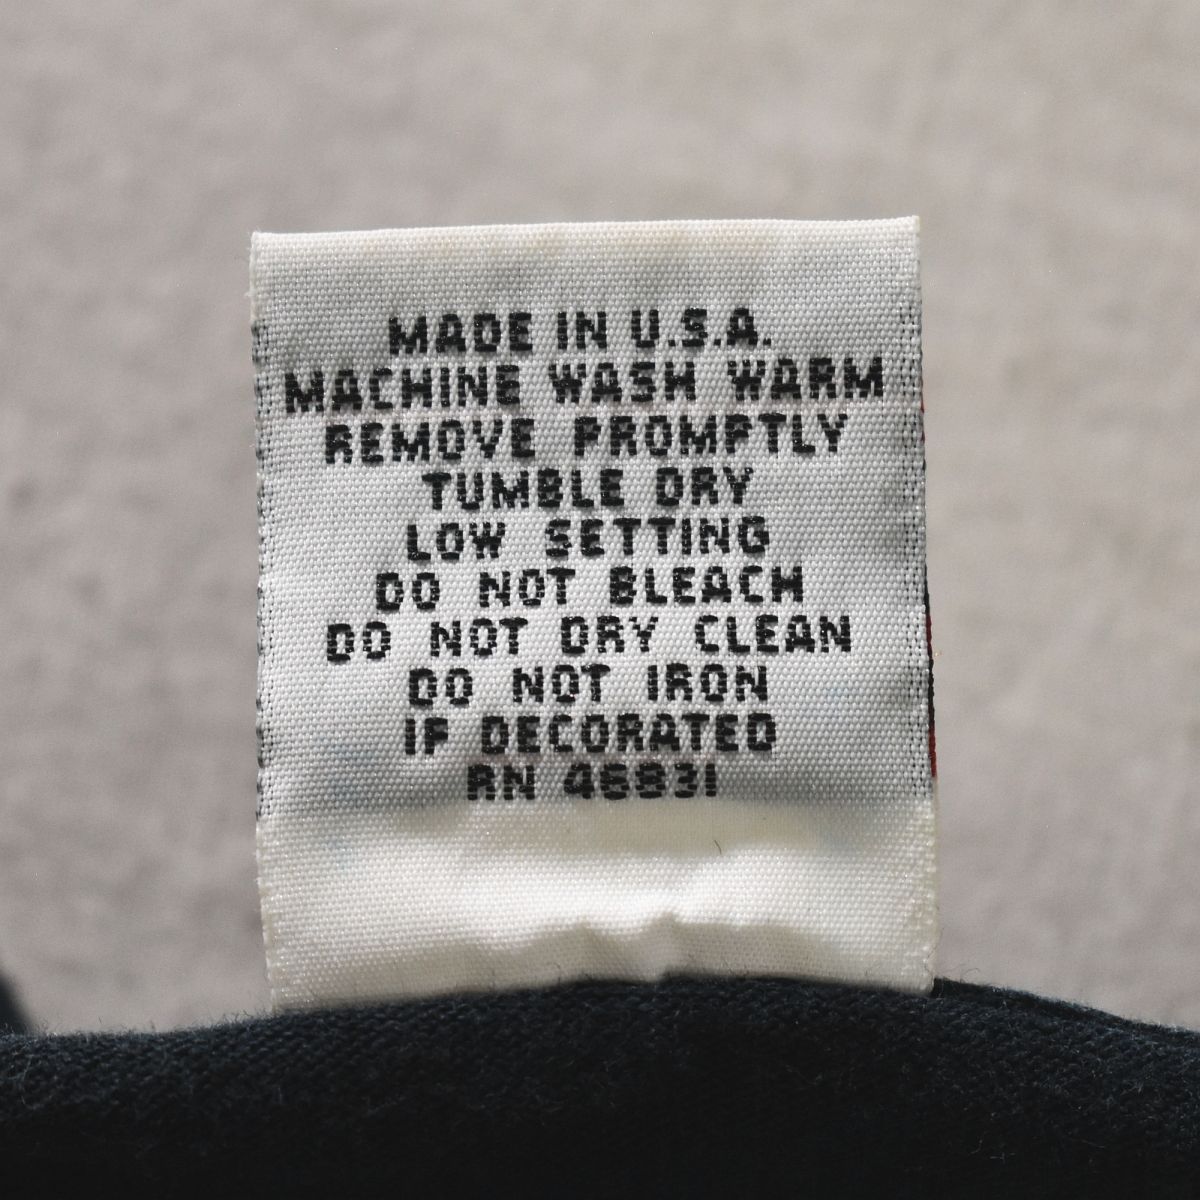 MADE IN U.S.A.
MACHINE WASH WARM
REMOVE PROMPTLY
TUMBLE DRY
LOW SETTING
DO NOT BLEACH
DO NOT DRY CLEAN
DO NOT IRON
IF DECORATED
RN 46831